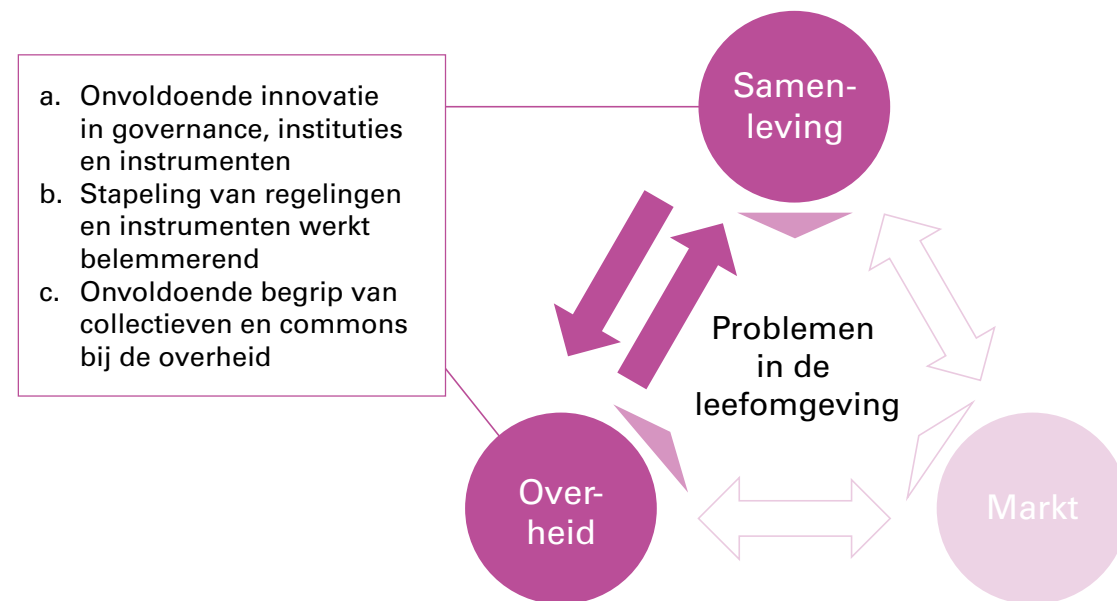 a. Onvoldoende innovatie
in governance, instituties
en instrumenten
b. Stapeling van regelingen
en instrumenten werkt
belemmerend
c. Onvoldoende begrip van
collectieven en commons
bij de overheid
Samen-
leving
Problemen
in de
leefomgeving
Over-
heid
Markt